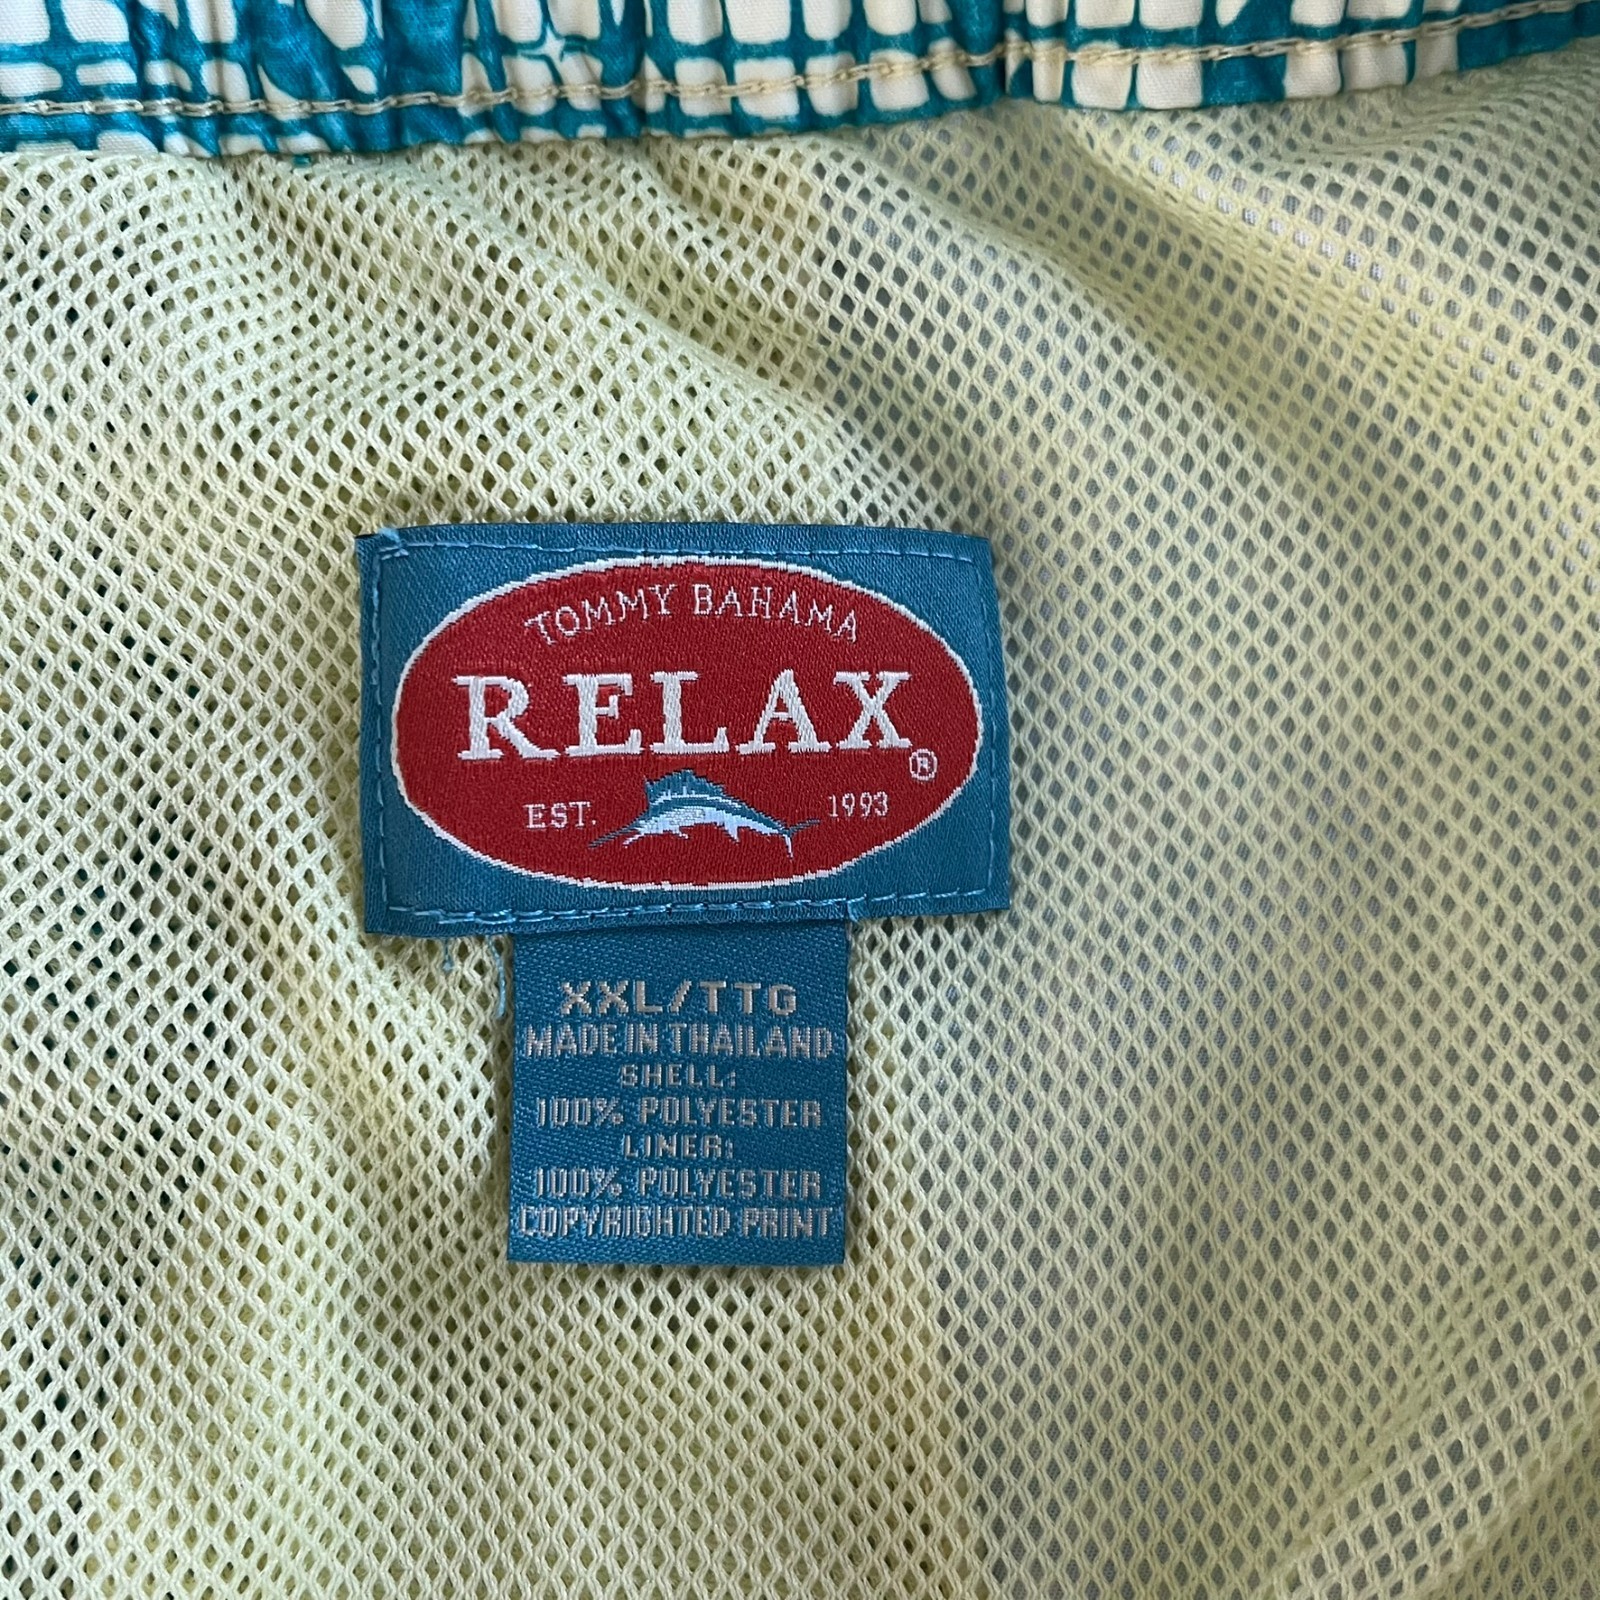 TOMMY BAHAMA
RELAX®
EST. 1993
XXL/TTG
MADE IN THAILAND
SHELL:
100% POLYESTER
LINER:
100% POLYESTER
COPYRIGHTED PRINT